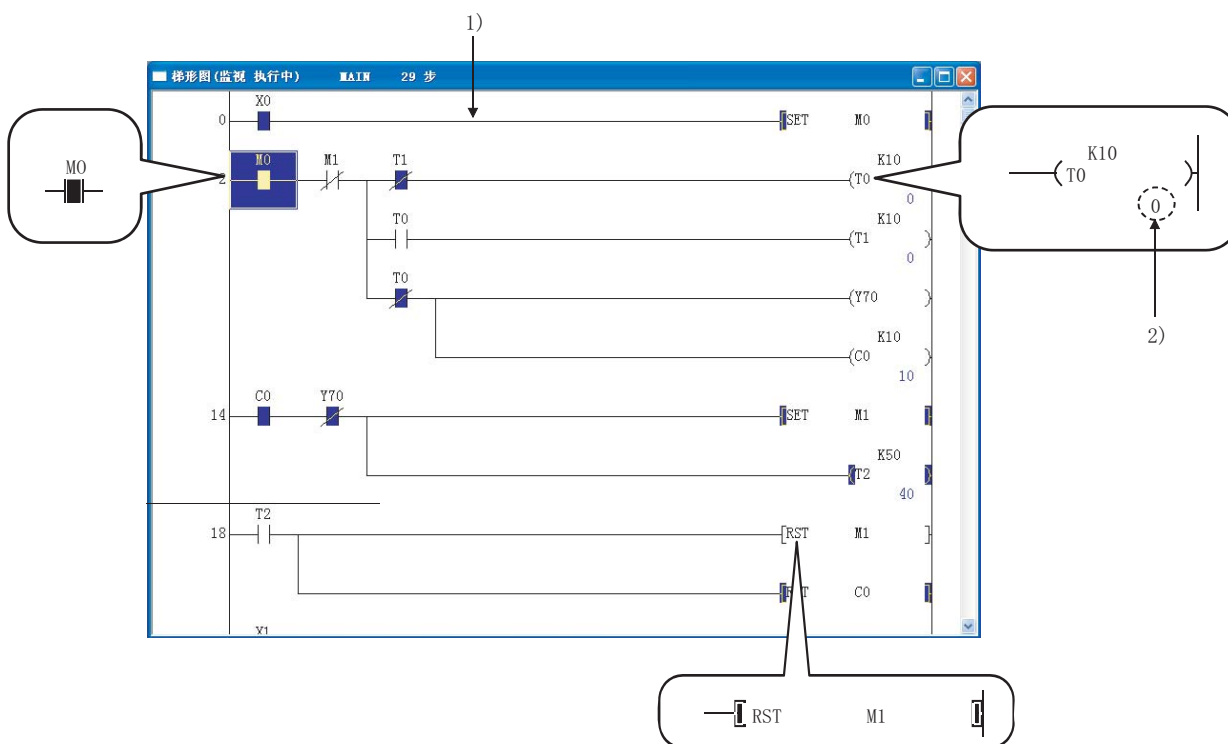 1)
梯形图(监视 执行中) MAIN 29 步
X0
0 SET M0
M0 M1 T1 K10
2 T0
0
T0 K10
T1
0
T0
Y70
K10
C0
10
C0 Y70
14 SET M1
K50
T2
40
T2
18 RST M1
RST C0
X1
M0
K10
T0
0
2)
RST M1